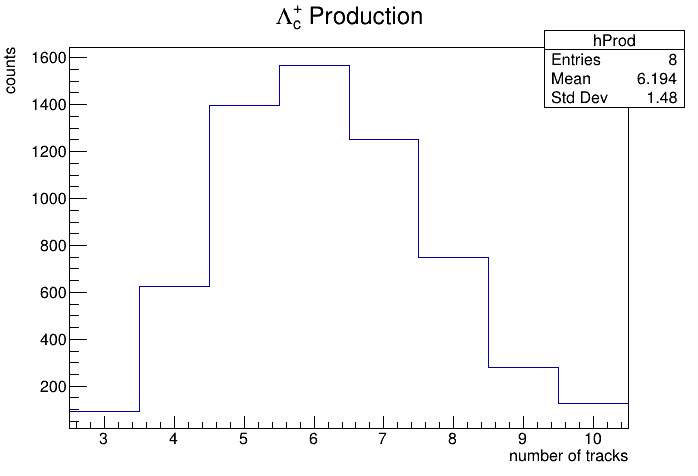 Λc+ Production
counts
hProd
Entries 8
Mean 6.194
Std Dev 1.48
1600
1400
1200
1000
800
600
400
200
3 4 5 6 7 8 9 10
number of tracks